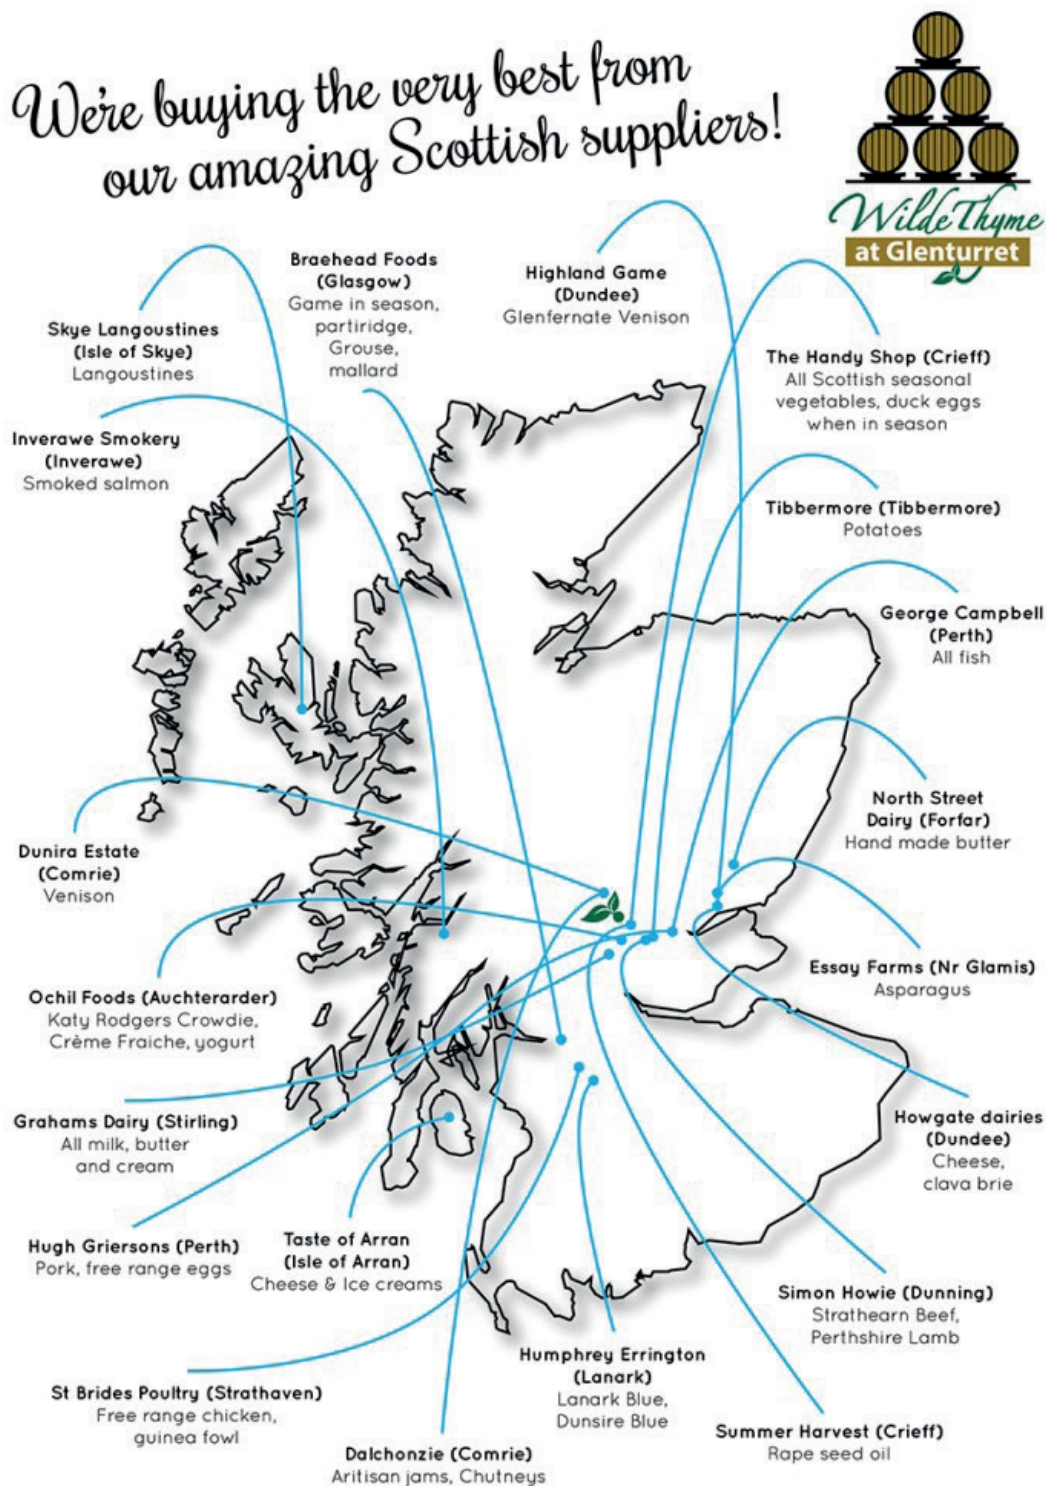 We're buying the very best from
our amazing Scottish suppliers!
Wilde Thyme
at Glenturret
Skye Langoustines
(Isle of Skye)
Langoustines
Braehead Foods
(Glasgow)
Game in season,
partiridge,
Grouse,
mallard
Highland Game
(Dundee)
Glenfernate Venison
The Handy Shop (Crieff)
All Scottish seasonal
vegetables, duck eggs
when in season
Inverawe Smokery
(Inverawe)
Smoked salmon
Tibbermore (Tibbermore)
Potatoes
George Campbell
(Perth)
All fish
North Street
Dairy (Forfar)
Hand made butter
Dunira Estate
(Comrie)
Venison
Essay Farms (Nr Glamis)
Asparagus
Ochil Foods (Auchterarder)
Katy Rodgers Crowdie,
Crème Fraiche, yogurt
Grahams Dairy (Stirling)
All milk, butter
and cream
Howgate dairies
(Dundee)
Cheese,
clava brie
Hugh Griersons (Perth)
Pork, free range eggs
Taste of Arran
(Isle of Arran)
Cheese & Ice creams
Simon Howie (Dunning)
Strathearn Beef,
Perthshire Lamb
St Brides Poultry (Strathaven)
Free range chicken,
guinea fowl
Humphrey Errington
(Lanark)
Lanark Blue,
Dunsire Blue
Summer Harvest (Crieff)
Rape seed oil
Dalchonzie (Comrie)
Aritisan jams, Chutneys